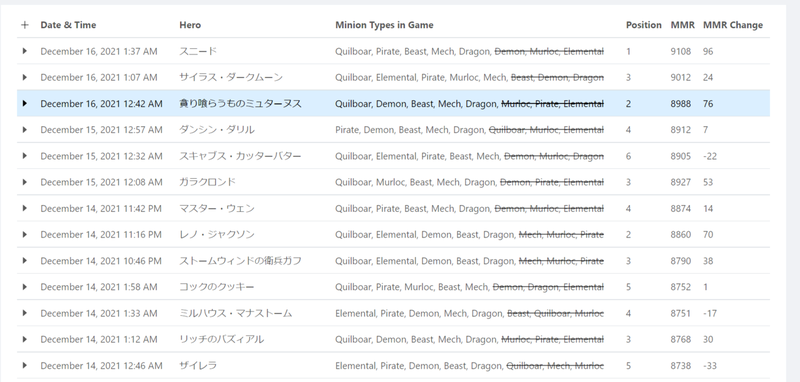 Date & Time Hero Minion Types in Game Position MMR MMR Change
December 16, 2021 1:37 AM スニード Quilboar, Pirate, Beast, Mech, Dragon, Demon, Murloc, Elemental 1 9108 96
December 16, 2021 1:07 AM サイラス・ダークムーン Quilboar, Elemental, Pirate, Murloc, Mech, Beast, Demon, Dragon 3 9012 24
December 16, 2021 12:42 AM 貪り喰らうものミュターヌス Quilboar, Demon, Beast, Mech, Dragon, Murloc, Pirate, Elemental 2 8988 76
December 15, 2021 12:57 AM ダンシン・ダリル Pirate, Demon, Beast, Mech, Dragon, Quilboar, Murloc, Elemental 4 8912 7
December 15, 2021 12:32 AM スキャブス・カッターバター Quilboar, Elemental, Pirate, Beast, Mech, Demon, Murloc, Dragon 6 8905 -22
December 15, 2021 12:08 AM ガラクロンド Quilboar, Murloc, Beast, Mech, Dragon, Demon, Pirate, Elemental 3 8927 53
December 14, 2021 11:42 PM マスター・ウェン Quilboar, Pirate, Beast, Mech, Dragon, Demon, Murloc, Elemental 4 8874 14
December 14, 2021 11:16 PM レノ・ジャクソン Quilboar, Elemental, Demon, Beast, Dragon, Mech, Murloc, Pirate 2 8860 70
December 14, 2021 10:46 PM ストームウィンドの衛兵ガフ Quilboar, Elemental, Demon, Beast, Dragon, Mech, Murloc, Pirate 3 8790 38
December 14, 2021 1:58 AM コックのクッキー Quilboar, Pirate, Murloc, Beast, Mech, Demon, Dragon, Elemental 5 8752 1
December 14, 2021 1:33 AM ミルハウス・マナストーム Elemental, Pirate, Demon, Mech, Dragon, Beast, Quilboar, Murloc 4 8751 -17
December 14, 2021 1:12 AM リッチのバズィアル Quilboar, Demon, Beast, Mech, Dragon, Murloc, Pirate, Elemental 3 8768 30
December 14, 2021 12:46 AM ザイレラ Elemental, Pirate, Demon, Beast, Dragon, Quilboar, Mech, Murloc 5 8738 -33